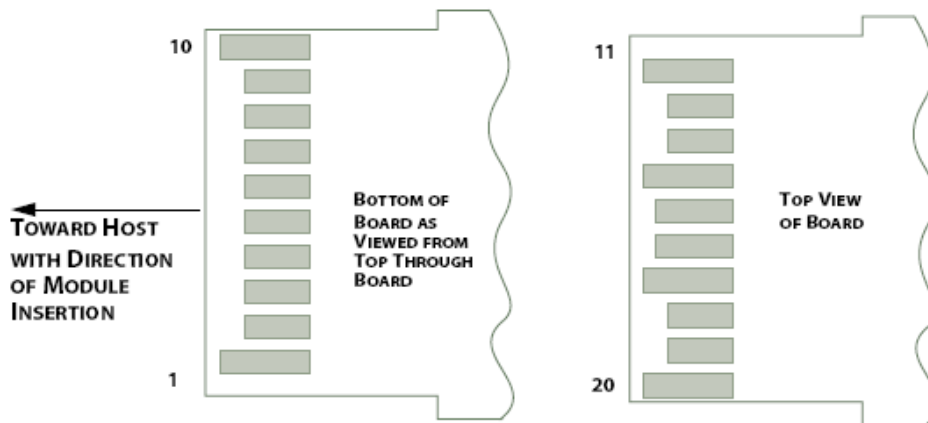 10
1
TOWARD HOST
WITH DIRECTION
OF MODULE
INSERTION
BOTTOM OF
BOARD AS
VIEWED FROM
TOP THROUGH
BOARD
11
20
TOP VIEW
OF BOARD